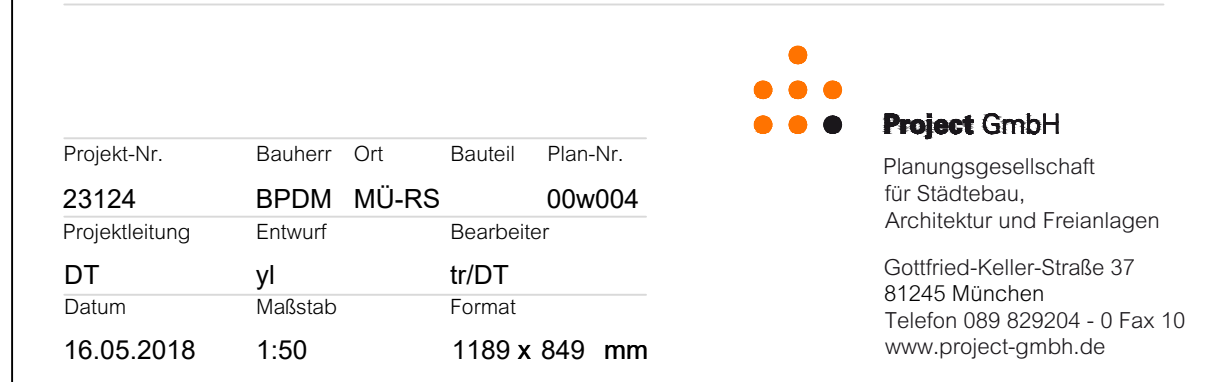 Project GmbH
Projekt-Nr. Bauherr Ort Bauteil Plan-Nr.
23124 BPDM MÜ-RS 00w004
Projektleitung Entwurf Bearbeiter
DT yl tr/DT
Datum Maßstab Format
16.05.2018 1:50 1189 x 849 mm
Planungsgesellschaft
für Städtebau,
Architektur und Freianlagen
Gottfried-Keller-Straße 37
81245 München
Telefon 089 829204 - 0 Fax 10
www.project-gmbh.de